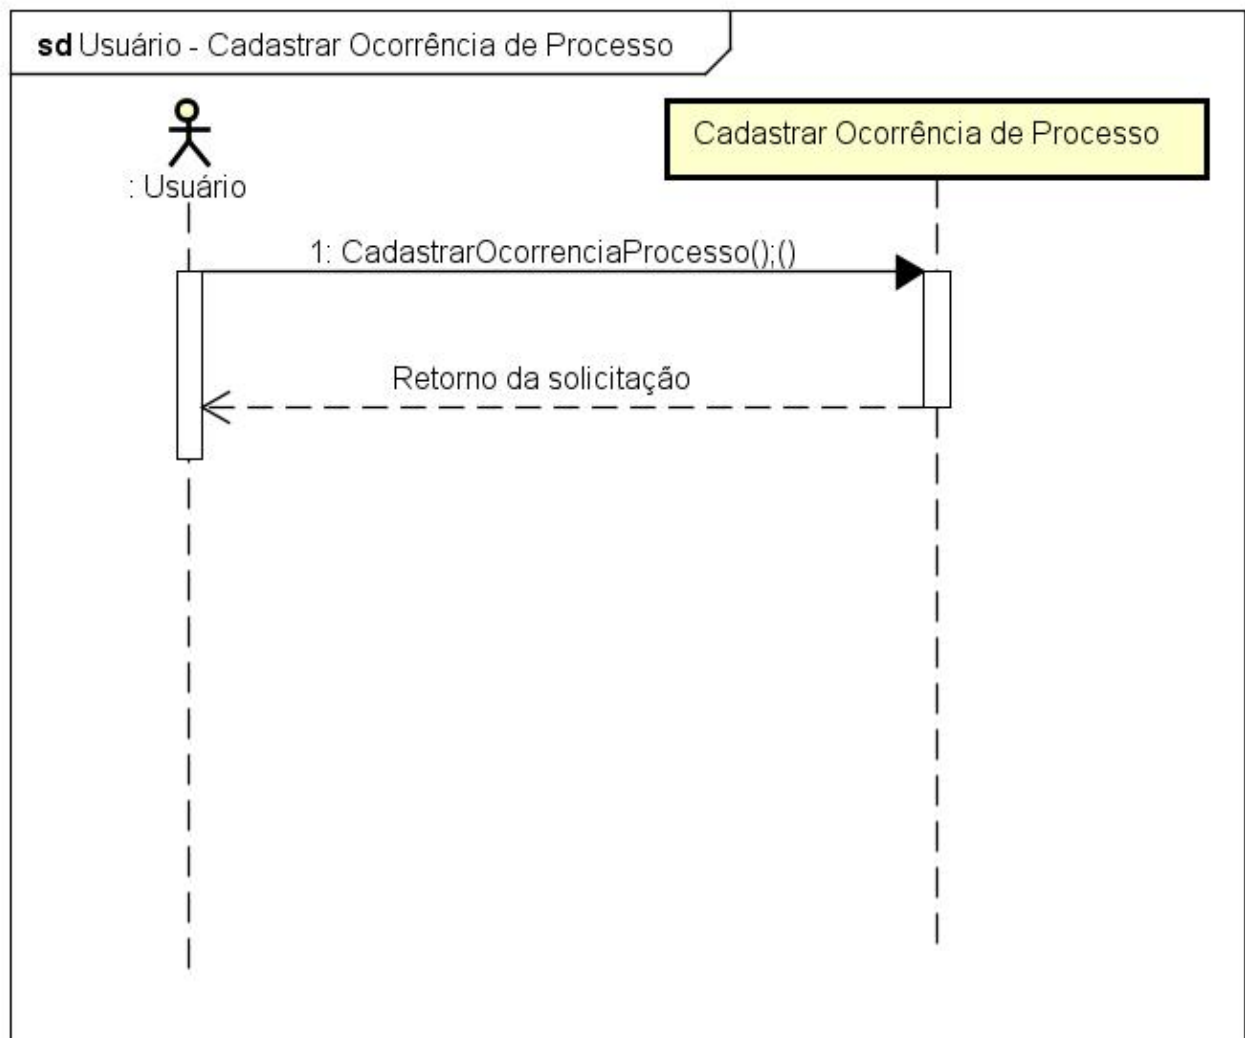 sd Usuário - Cadastrar Ocorrência de Processo
Cadastrar Ocorrência de Processo
: Usuário
1: CadastrarOcorrenciaProcesso();()
Retorno da solicitação